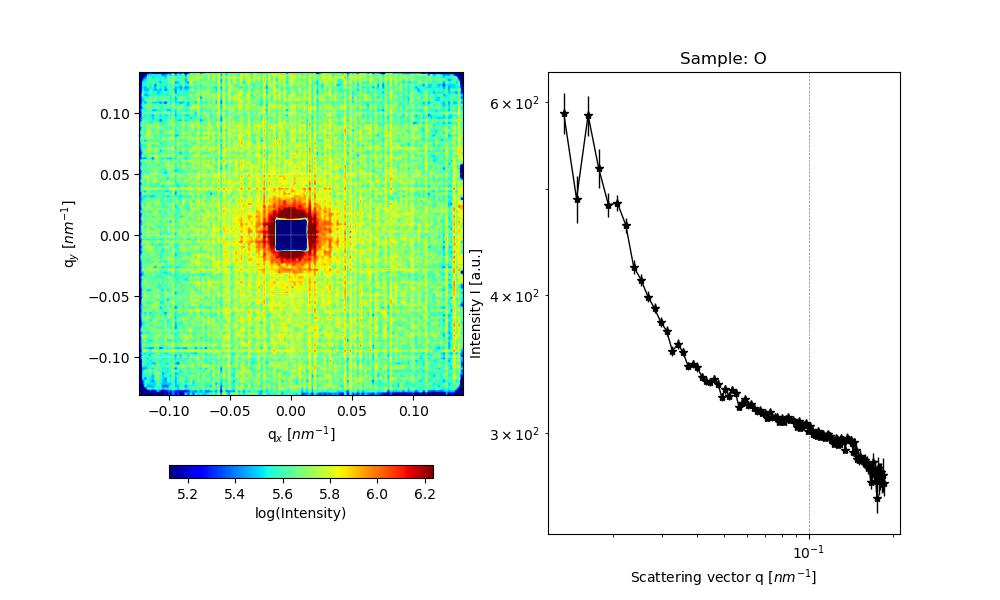 Sample: O
q_y [nm^{-1}]
0.10
0.05
0.00
−0.05
−0.10
−0.10 −0.05 0.00 0.05 0.10
q_x [nm^{-1}]
5.2 5.4 5.6 5.8 6.0 6.2
log(Intensity)
Intensity I [a.u.]
6 × 10^2
4 × 10^2
3 × 10^2
10^{-1}
Scattering vector q [nm^{-1}]